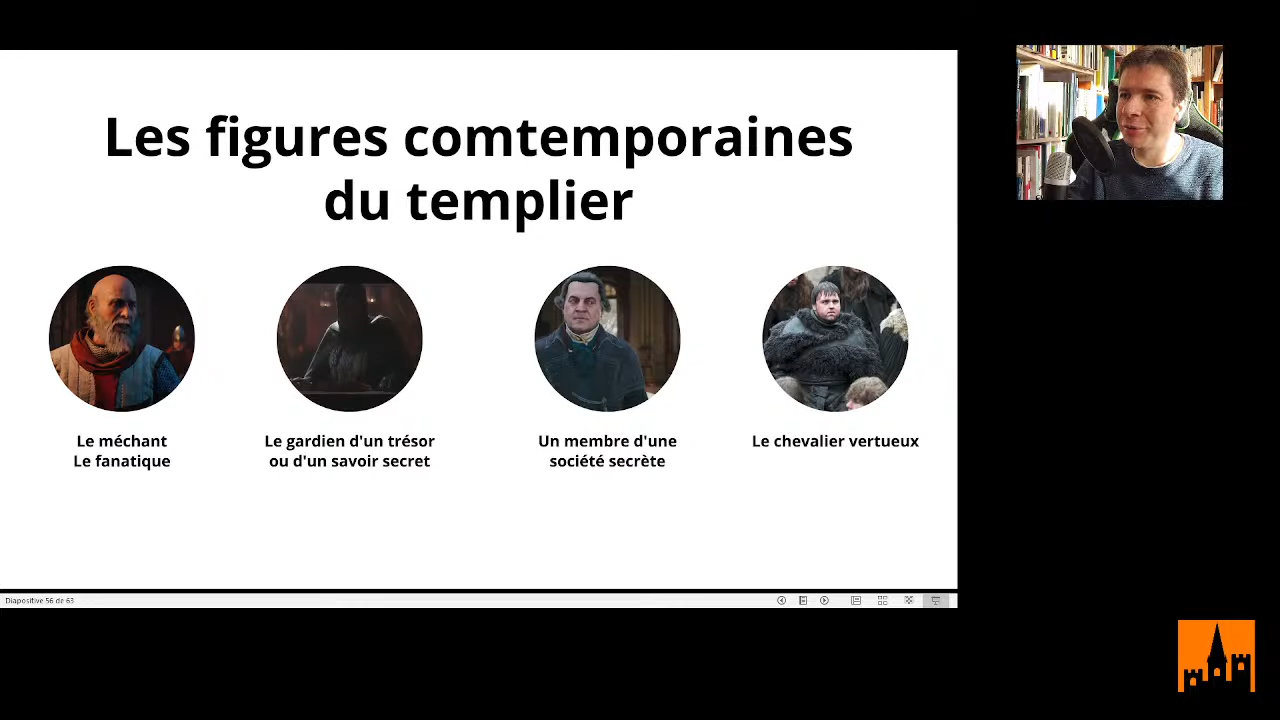 Les figures comtemporaines
du templier
Le méchant
Le fanatique
Le gardien d'un trésor
ou d'un savoir secret
Un membre d'une
société secrète
Le chevalier vertueux
Diapositive 56 de 63